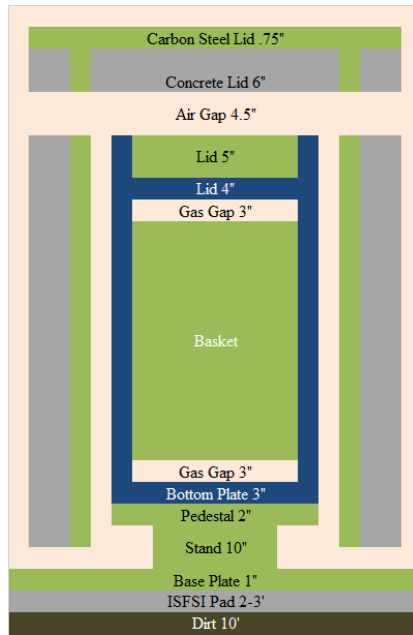 Carbon Steel Lid .75"
Concrete Lid 6"
Air Gap 4.5"
Lid 5"
Lid 4"
Gas Gap 3"
Basket
Gas Gap 3"
Bottom Plate 3"
Pedestal 2"
Stand 10"
Base Plate 1"
ISFSI Pad 2-3'
Dirt 10'